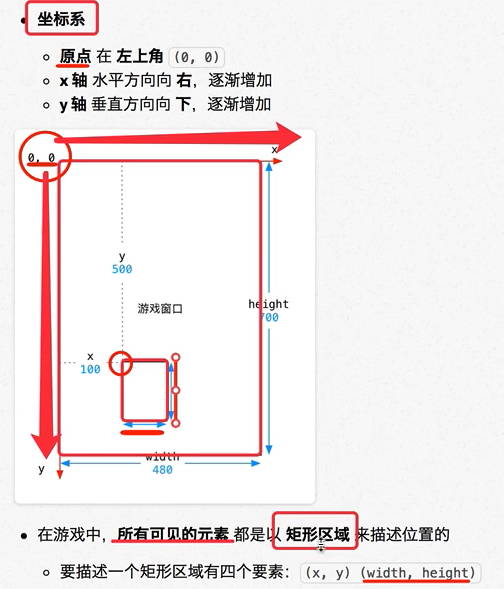 坐标系
原点 在 左上角 (0, 0)
x 轴 水平方向向 右，逐渐增加
y 轴 垂直方向向 下，逐渐增加
0, 0
x
y
500
游戏窗口
height
700
x
100
width
480
y
在游戏中，所有可见的元素 都是以 矩形区域 来描述位置的
要描述一个矩形区域有四个要素：(x, y) (width, height)